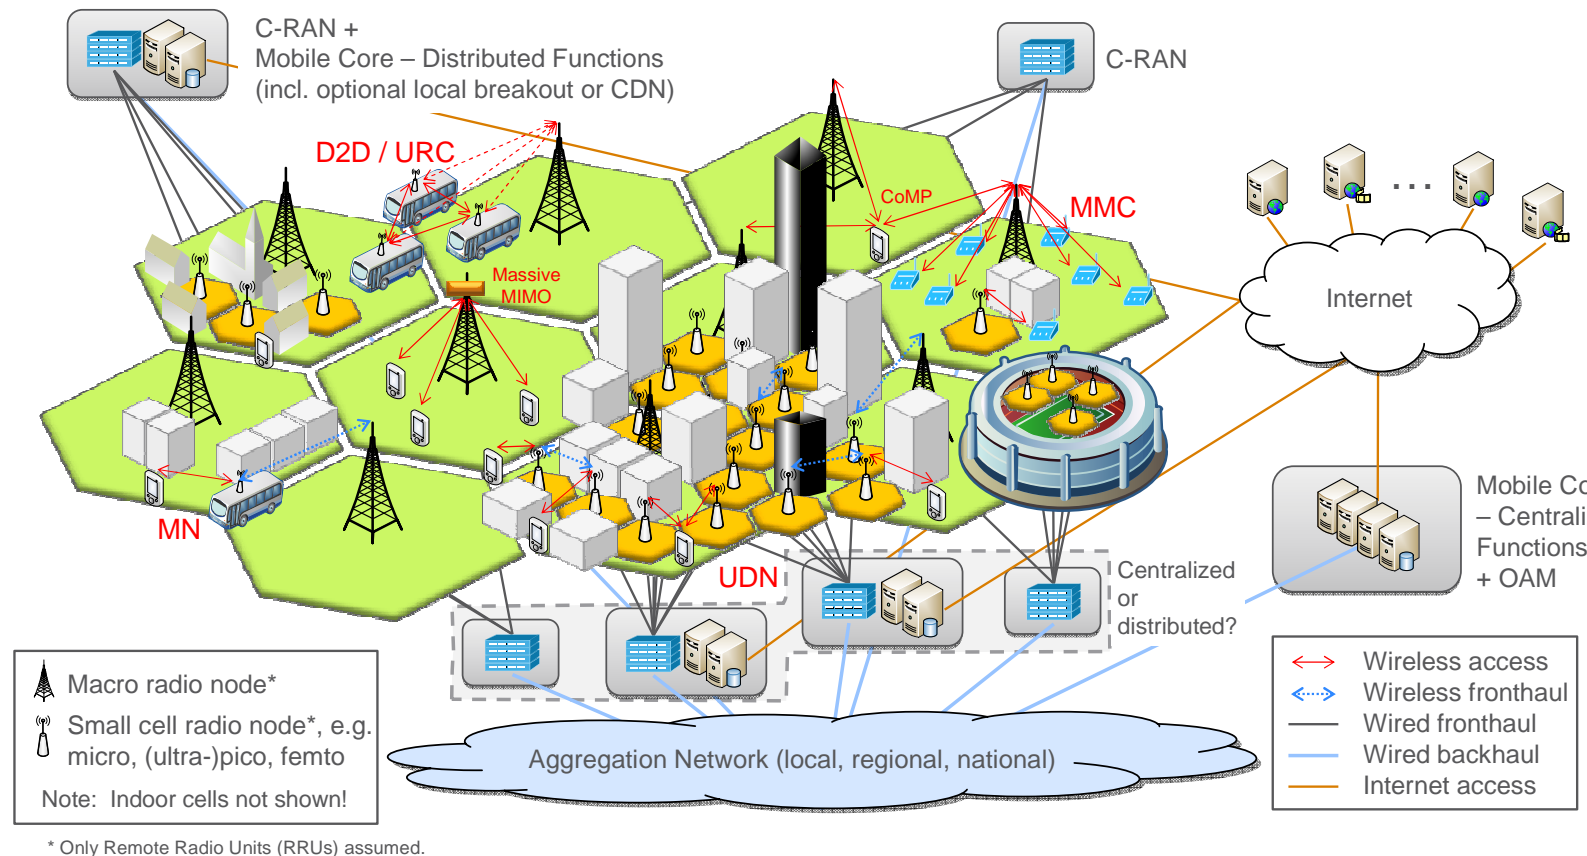 C-RAN +
Mobile Core – Distributed Functions
(incl. optional local breakout or CDN)
C-RAN
D2D / URC
CoMP
MMC
Massive
MIMO
Internet
MN
UDN
Centralized
or
distributed?
Mobile Co
– Centrali
Functions
+ OAM
Macro radio node*
Small cell radio node*, e.g.
micro, (ultra-)pico, femto
Note: Indoor cells not shown!
Aggregation Network (local, regional, national)
Wireless access
Wireless fronthaul
Wired fronthaul
Wired backhaul
Internet access
* Only Remote Radio Units (RRUs) assumed.